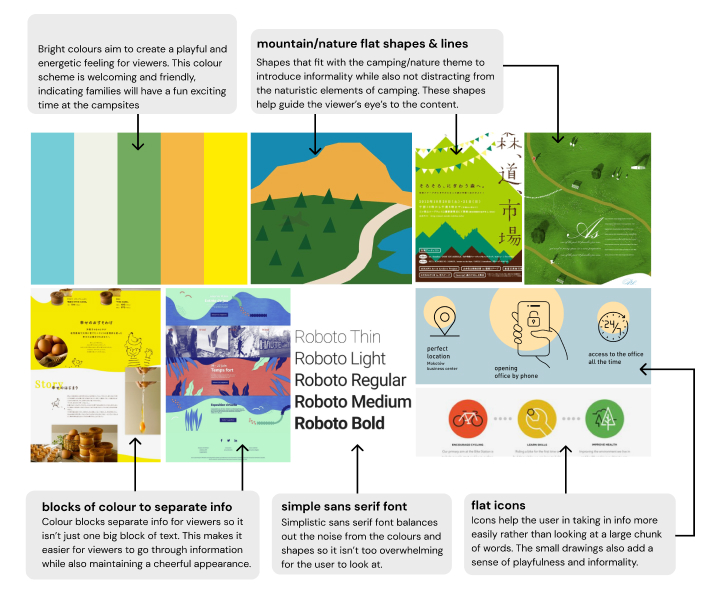 Bright colours aim to create a playful and
energetic feeling for viewers. This colour
scheme is welcoming and friendly,
indicating families will have a fun exciting
time at the campsites
mountain/nature flat shapes & lines
Shapes that fit with the camping/nature theme to
introduce informality while also not distracting from
the naturistic elements of camping. These shapes
help guide the viewer's eye's to the content.
森、道、市場
As
Story
Roboto Thin
Roboto Light
Roboto Regular
Roboto Medium
Roboto Bold
perfect
location
Moscow
business center
opening
office by phone
24/7
access to the office
all the time
ENCOURAGE CYCLING
LEARN SKILLS
IMPROVE HEALTH
blocks of colour to separate info
Colour blocks separate info for viewers so it
isn't just one big block of text. This makes it
easier for viewers to go through information
while also maintaining a cheerful appearance.
simple sans serif font
Simplistic sans serif font balances
out the noise from the colours and
shapes so it isn't too overwhelming
for the user to look at.
flat icons
Icons help the user in taking in info more
easily rather than looking at a large chunk
of words. The small drawings also add a
sense of playfulness and informality.